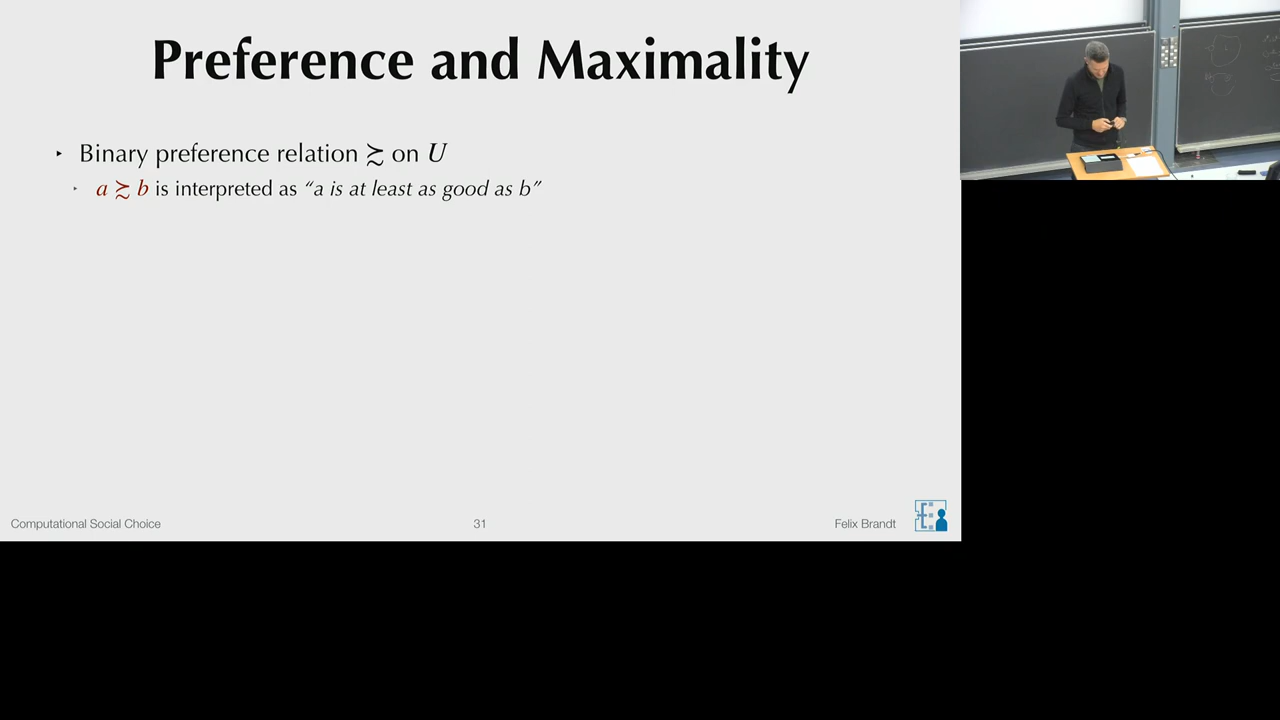 Preference and Maximality
‣ Binary preference relation ≿ on U
‣ a ≿ b is interpreted as “a is at least as good as b”
Computational Social Choice
31
Felix Brandt